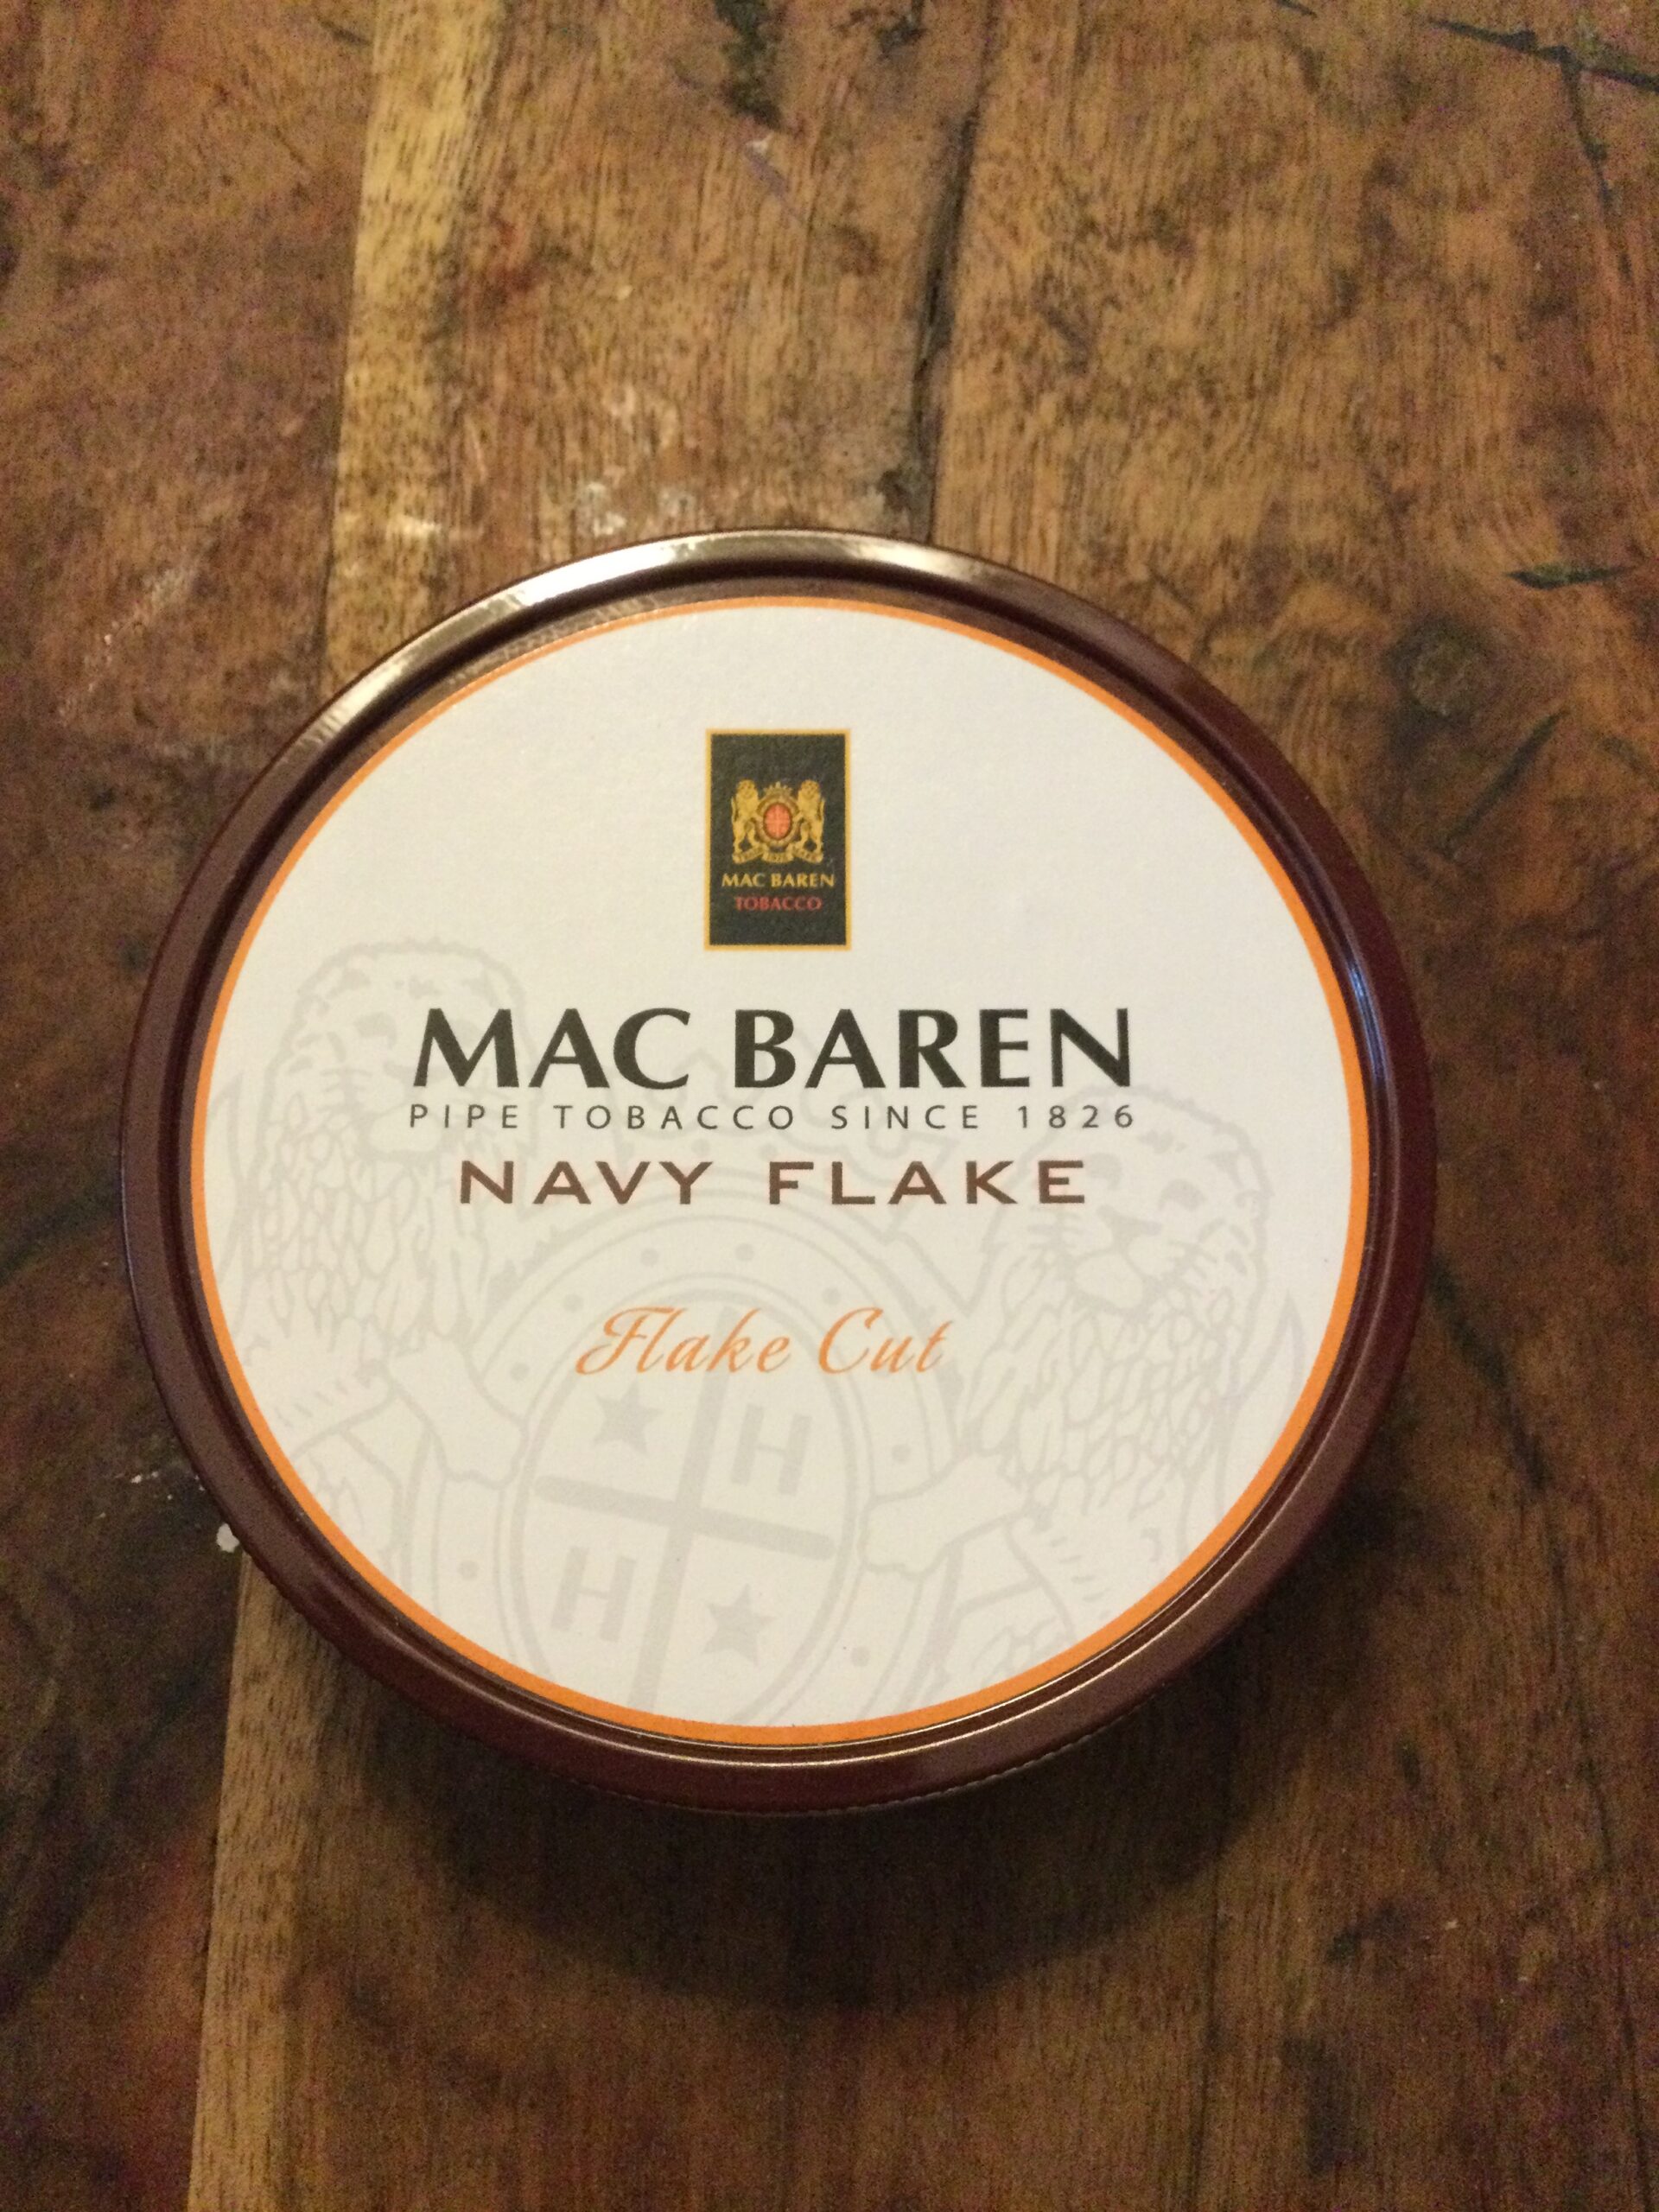 MAC BAREN
TOBACCO
MAC BAREN
PIPE TOBACCO SINCE 1826
NAVY FLAKE
Flake Cut
H
H